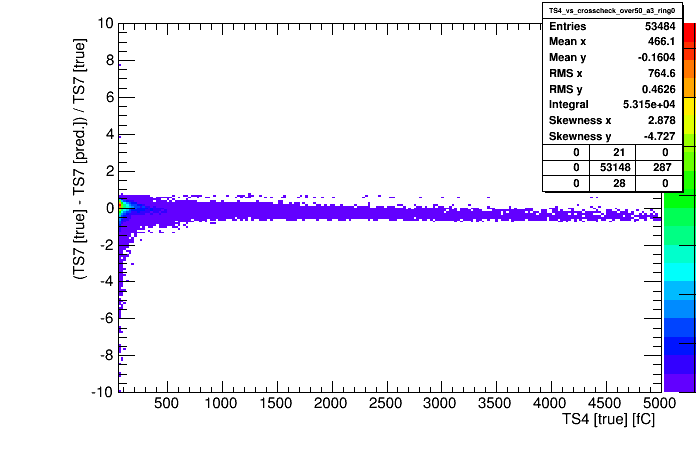 TS4_vs_crosscheck_over50_a3_ring0
Entries 53484
Mean x 466.1
Mean y -0.1604
RMS x 764.6
RMS y 0.4626
Integral 5.315e+04
Skewness x 2.878
Skewness y -4.727
0 21 0
0 53148 287
0 28 0
(TS7 [true] - TS7 [pred.]) / TS7 [true]
10
8
6
4
2
0
-2
-4
-6
-8
-10
500 1000 1500 2000 2500 3000 3500 4000 4500 5000
TS4 [true] [fC]